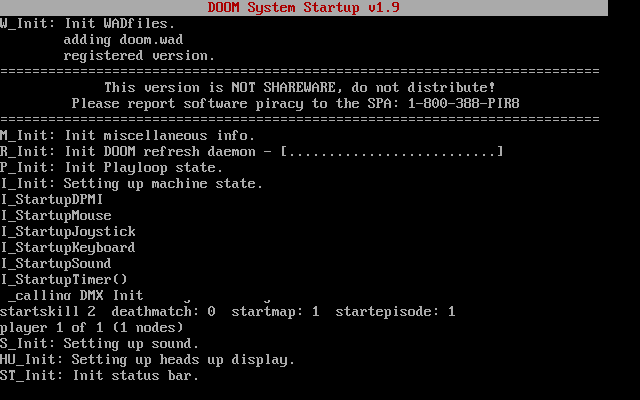 DOOM System Startup v1.9
W_Init: Init WADfiles.
adding doom.wad
registered version.
===========================================================================
This version is NOT SHAREWARE, do not distribute!
Please report software piracy to the SPA: 1-800-388-PIR8
===========================================================================
M_Init: Init miscellaneous info.
R_Init: Init DOOM refresh daemon - [..........................]
P_Init: Init Playloop state.
I_Init: Setting up machine state.
I_StartupDPMI
I_StartupMouse
I_StartupJoystick
I_StartupKeyboard
I_StartupSound
I_StartupTimer()
_calling DMX Init
startskill 2  deathmatch: 0  startmap: 1  startepisode: 1
player 1 of 1 (1 nodes)
S_Init: Setting up sound.
HU_Init: Setting up heads up display.
ST_Init: Init status bar.